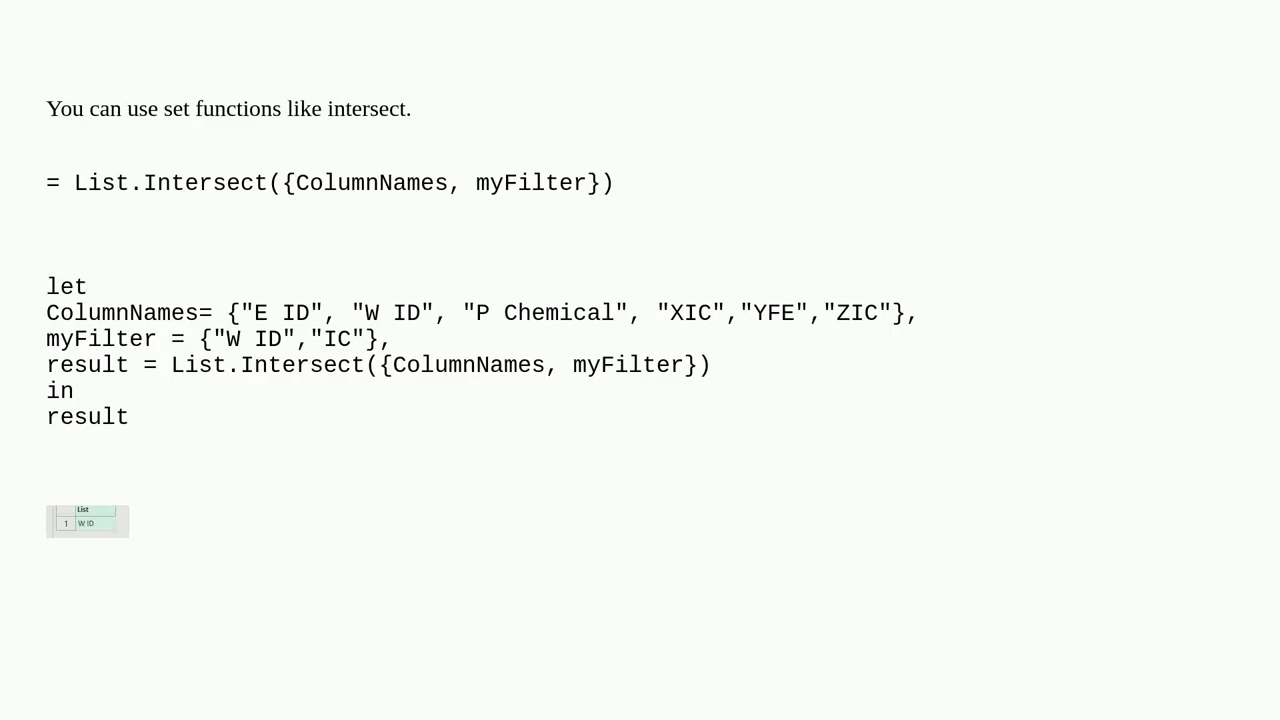 You can use set functions like intersect.
= List.Intersect({ColumnNames, myFilter})
let
ColumnNames= {"E ID", "W ID", "P Chemical", "XIC","YFE","ZIC"},
myFilter = {"W ID","IC"},
result = List.Intersect({ColumnNames, myFilter})
in
result
List
1 W ID